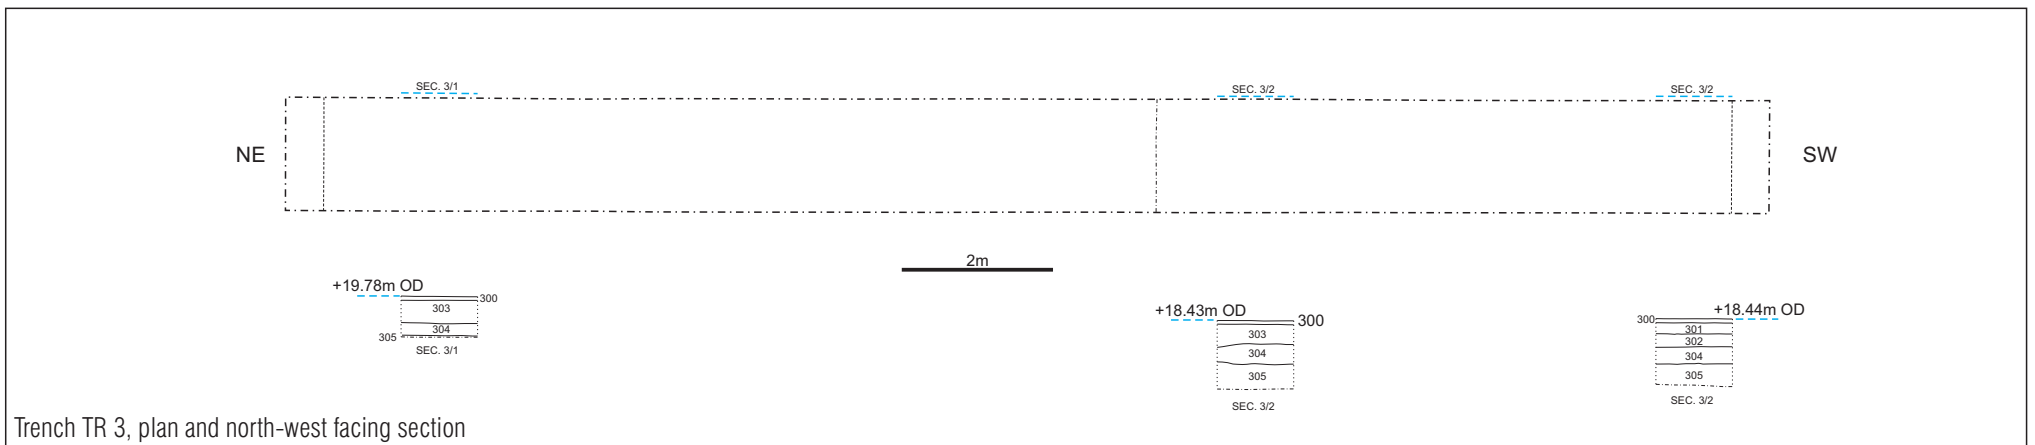 SEC. 3/1
SEC. 3/2
SEC. 3/2
NE
SW
2m
+19.78m OD
300
303
304
305
SEC. 3/1
+18.43m OD
300
303
304
305
SEC. 3/2
300
+18.44m OD
301
302
304
305
SEC. 3/2
Trench TR 3, plan and north-west facing section